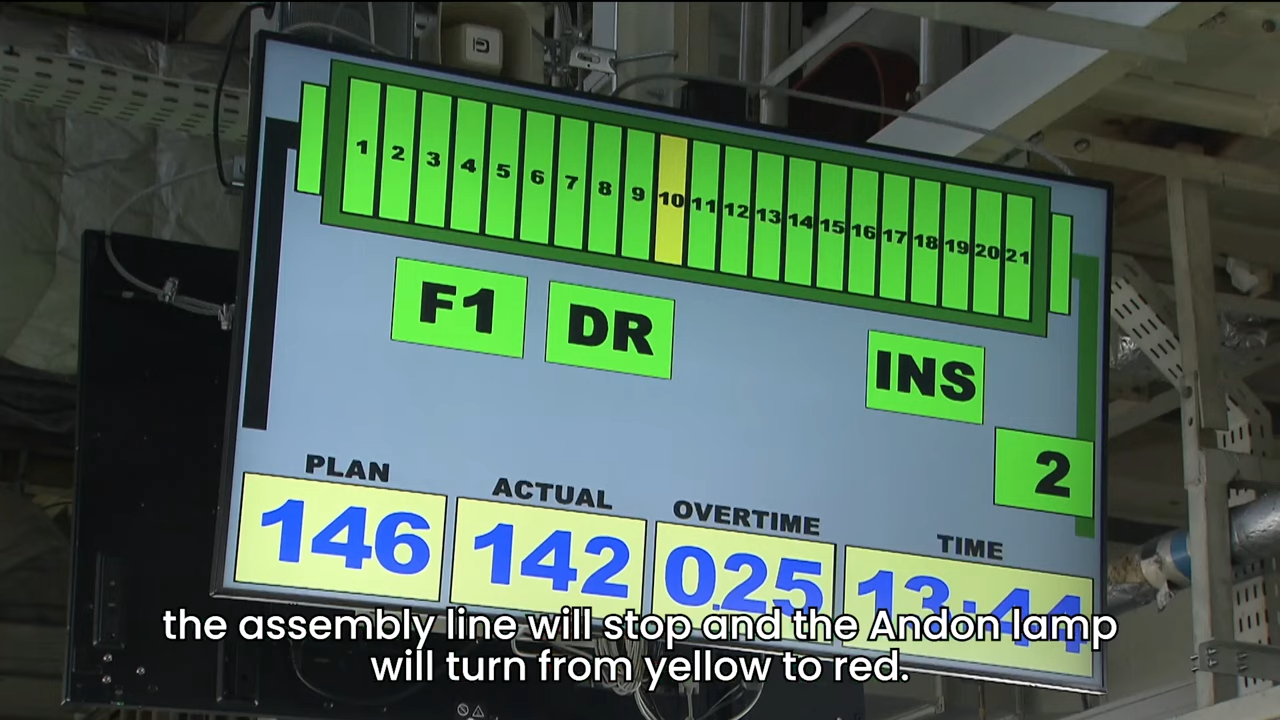 1 2 3 4 5 6 7 8 9 10 11 12 13 14 15 16 17 18 19 20 21
F1 DR INS
2
PLAN ACTUAL OVERTIME TIME
146 142 025 13:44
the assembly line will stop and the Andon lamp
will turn from yellow to red.